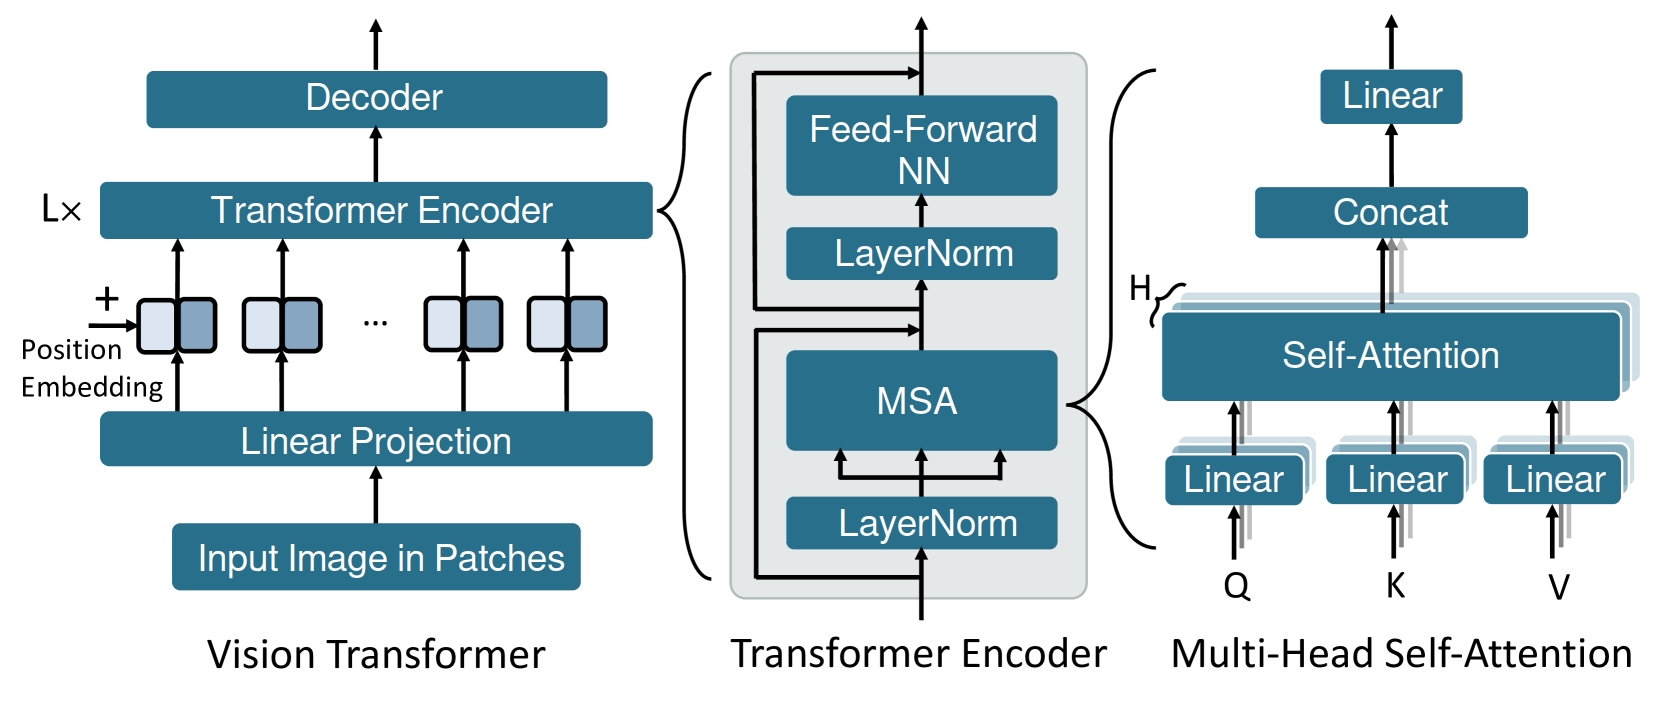 Decoder
L×
Transformer Encoder
+
Position
Embedding
...
Linear Projection
Input Image in Patches
Vision Transformer
Feed-Forward
NN
LayerNorm
MSA
LayerNorm
Transformer Encoder
Linear
Concat
H
Self-Attention
Linear Linear Linear
Q K V
Multi-Head Self-Attention